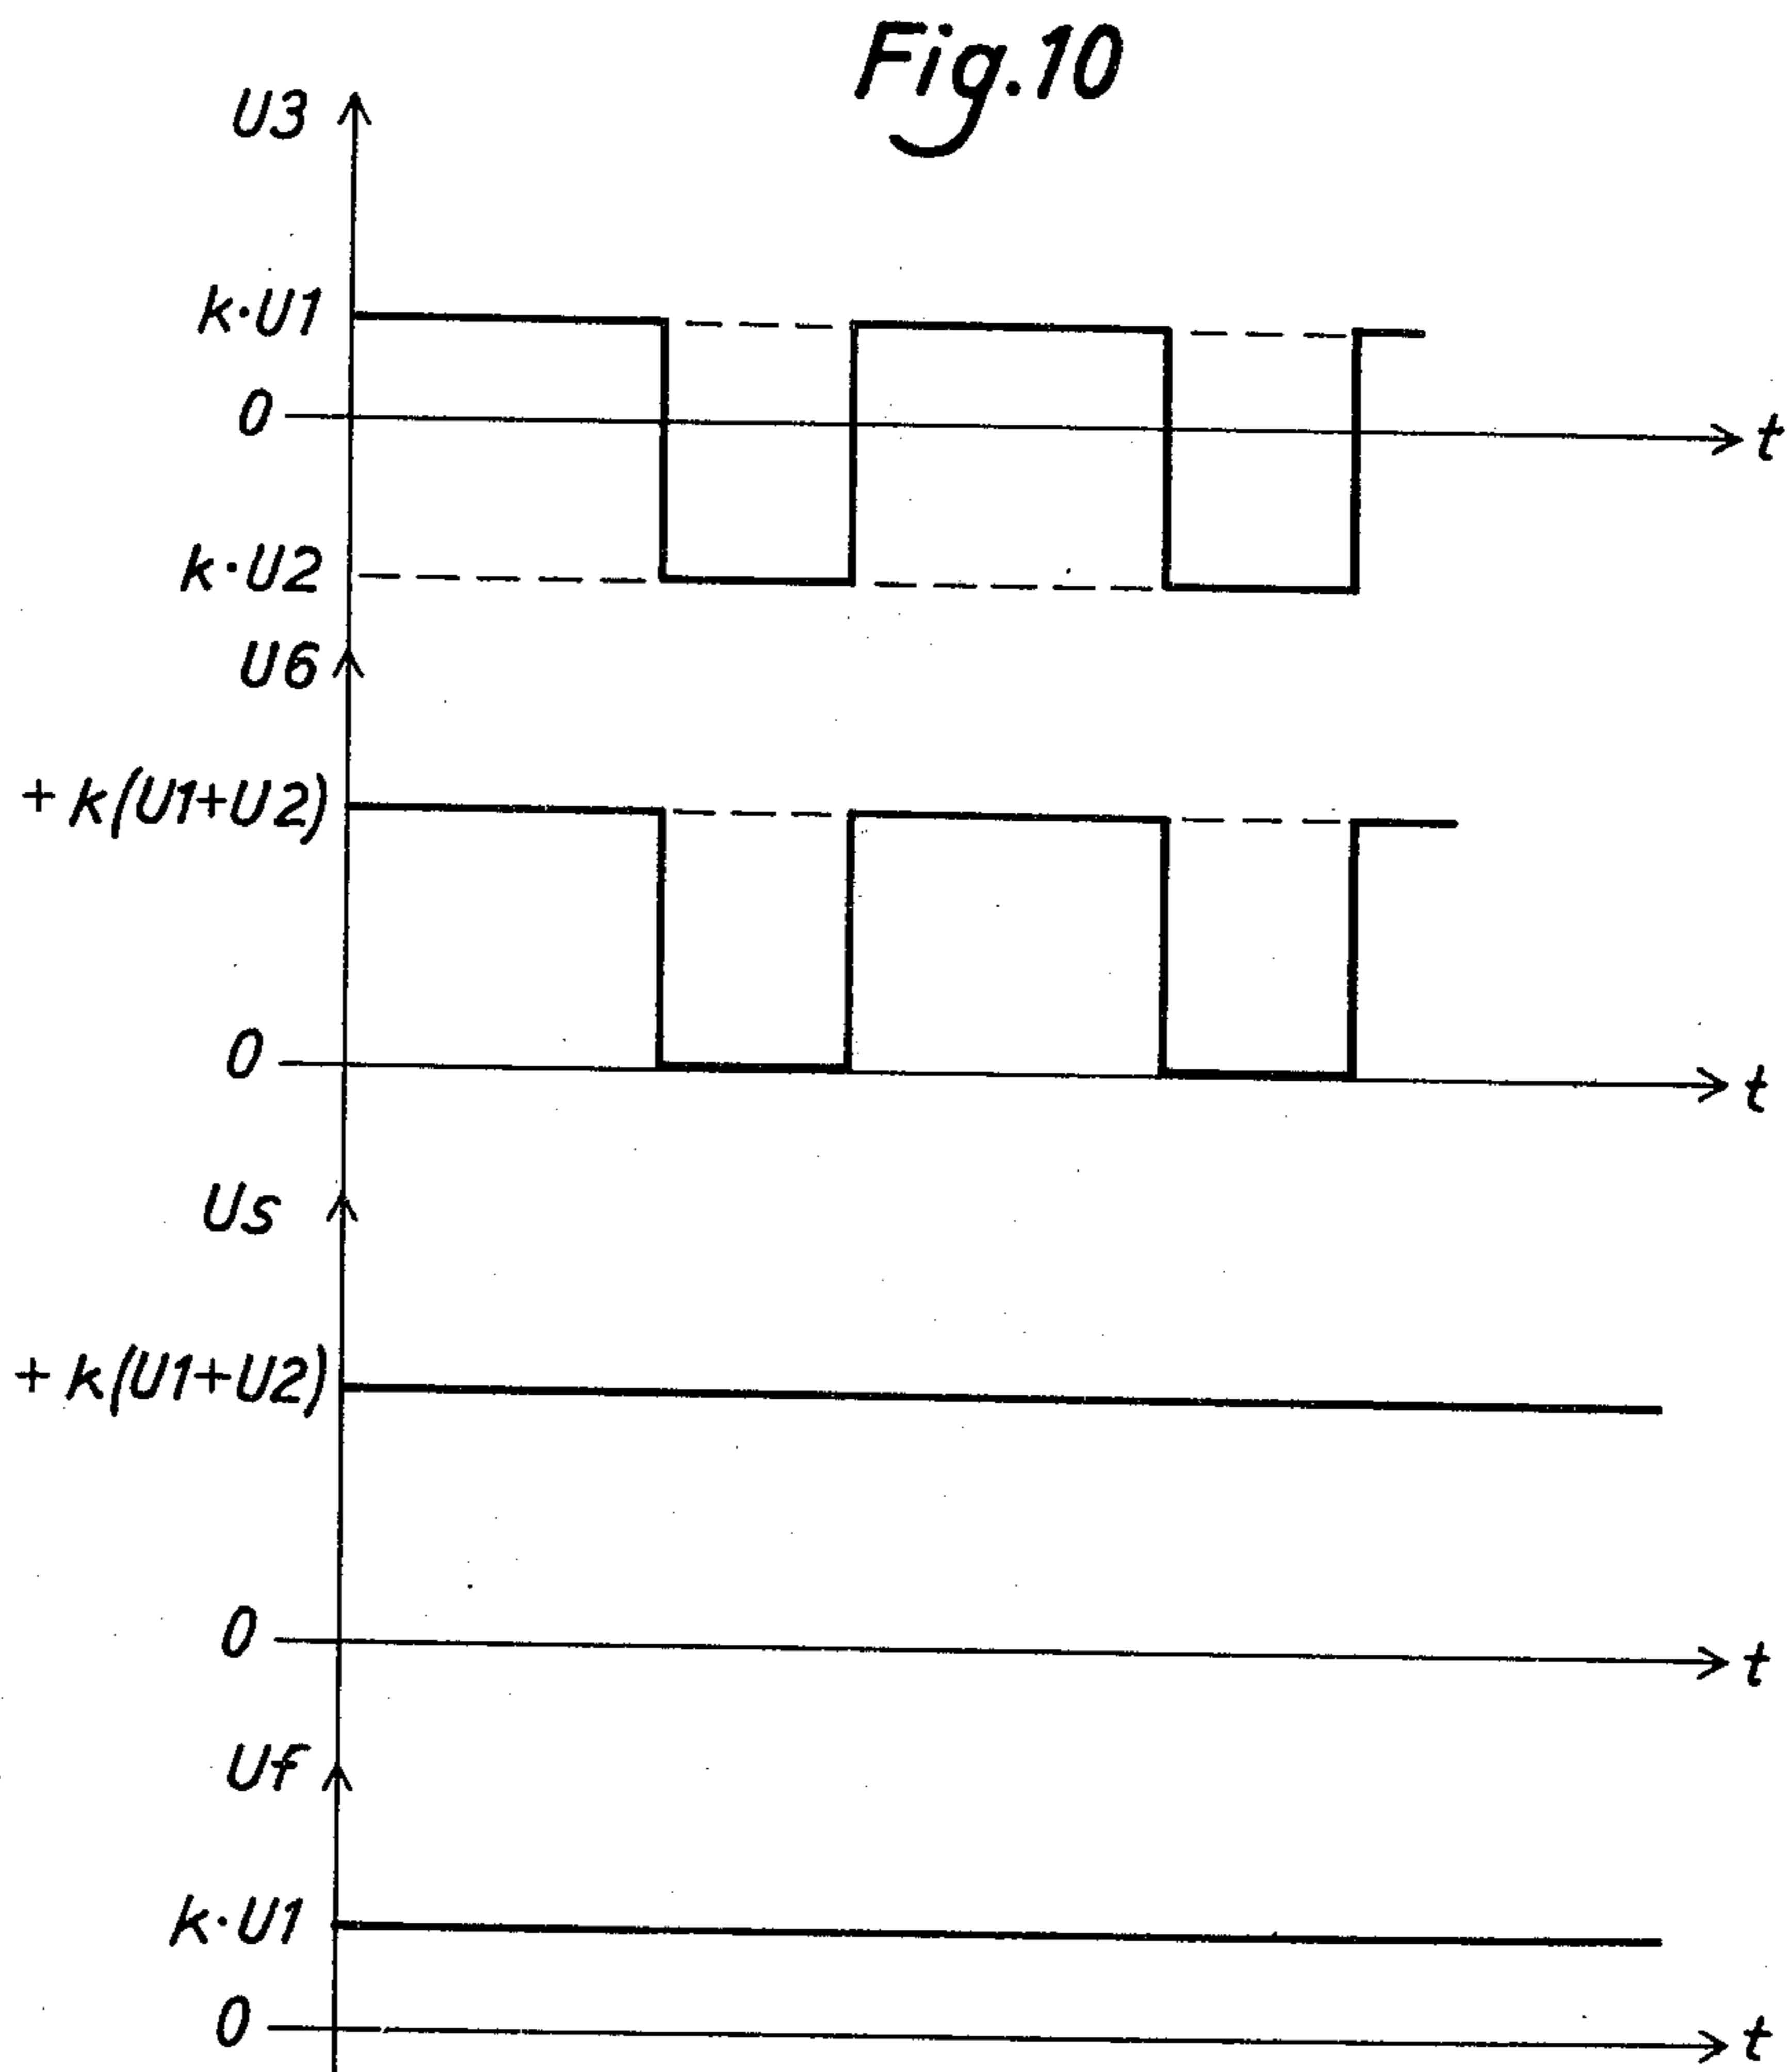 Fig.10
U3
k·U1
0
t
k·U2
U6
+ k(U1+U2)
0
t
Us
+ k(U1+U2)
0
t
Uf
k·U1
0
t